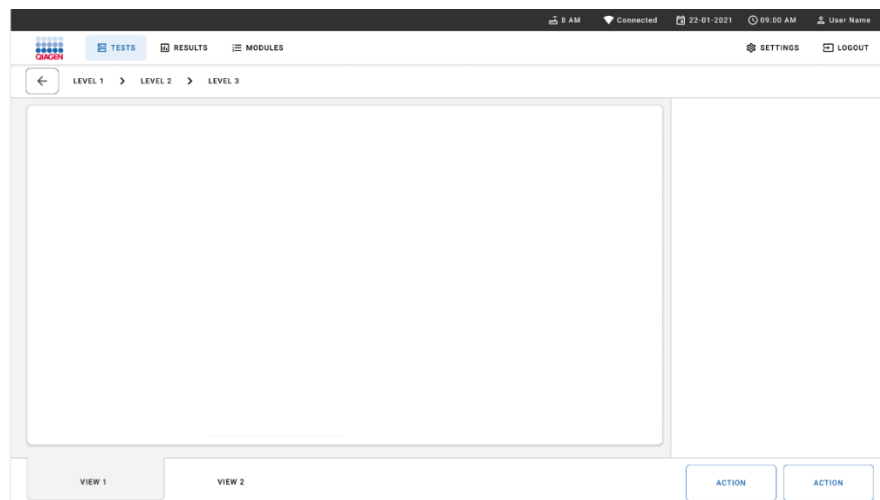 8 AM Connected 22-01-2021 09:00 AM User Name
QIAGEN TESTS RESULTS MODULES SETTINGS LOGOUT
LEVEL 1 > LEVEL 2 > LEVEL 3
VIEW 1 VIEW 2 ACTION ACTION